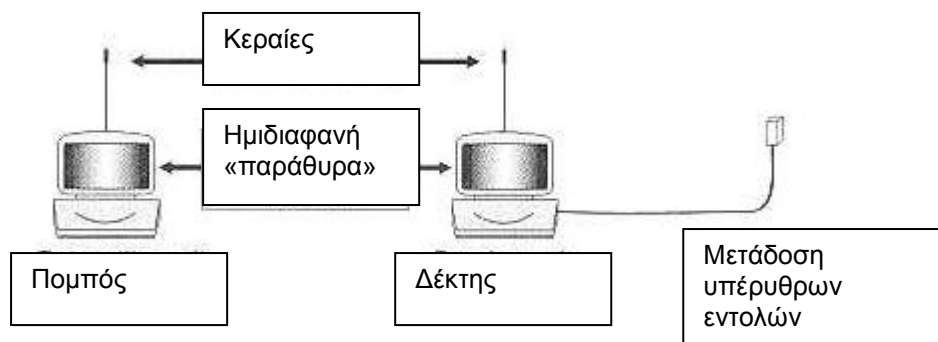 Κεραίες
Ημιδιαφανή
«παράθυρα»
Πομπός
Δέκτης
Μετάδοση
υπέρυθρων
εντολών